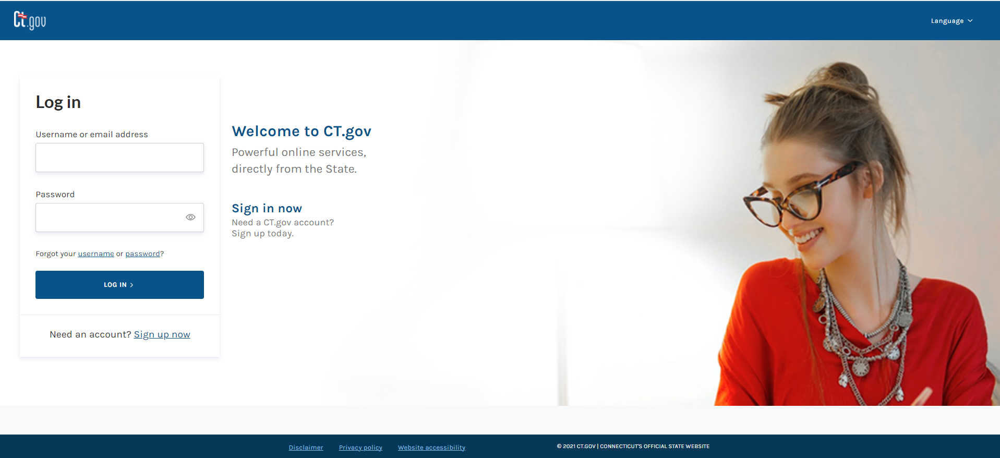 Ct.gov
Language
Log in
Username or email address
Password
Forgot your username or password?
LOG IN
Need an account? Sign up now
Welcome to CT.gov
Powerful online services,
directly from the State.
Sign in now
Need a CT.gov account?
Sign up today.
Disclaimer
Privacy policy
Website accessibility
© 2021 CT.GOV | CONNECTICUT'S OFFICIAL STATE WEBSITE